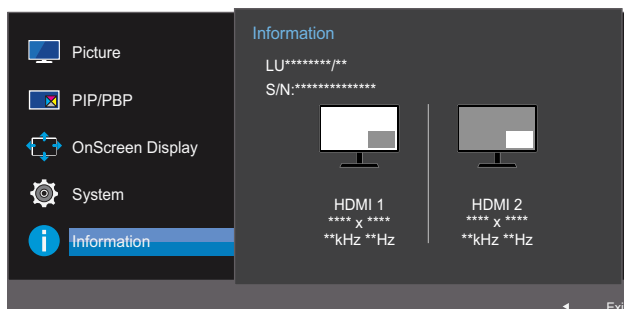 Picture
PIP/PBP
OnScreen Display
System
Information
Information
LU********/**
S/N:**************
HDMI 1
**** x ****
**kHz **Hz
HDMI 2
**** x ****
**kHz **Hz